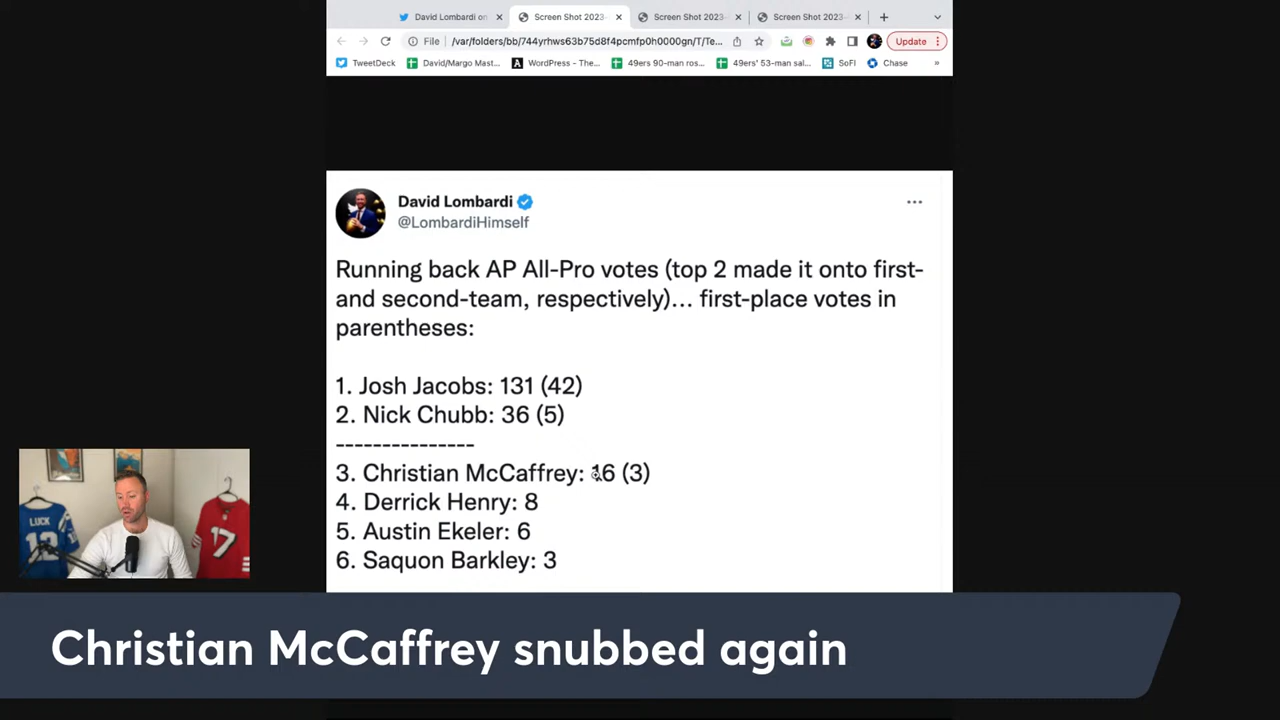 David Lombardi on
Screen Shot 2023-
Screen Shot 2023-
Screen Shot 2023-
File /var/folders/bb/744yrhws63b75d8f4pcmfp0h0000gn/T/Te...
Update
TweetDeck David/Margo Mast... WordPress - The... 49ers 90-man ros... 49ers' 53-man sal... SoFi Chase »
David Lombardi
@LombardiHimself
Running back AP All-Pro votes (top 2 made it onto first-
and second-team, respectively)... first-place votes in
parentheses:
1. Josh Jacobs: 131 (42)
2. Nick Chubb: 36 (5)
---------------
3. Christian McCaffrey: 16 (3)
4. Derrick Henry: 8
5. Austin Ekeler: 6
6. Saquon Barkley: 3
LUCK
12
17
Christian McCaffrey snubbed again